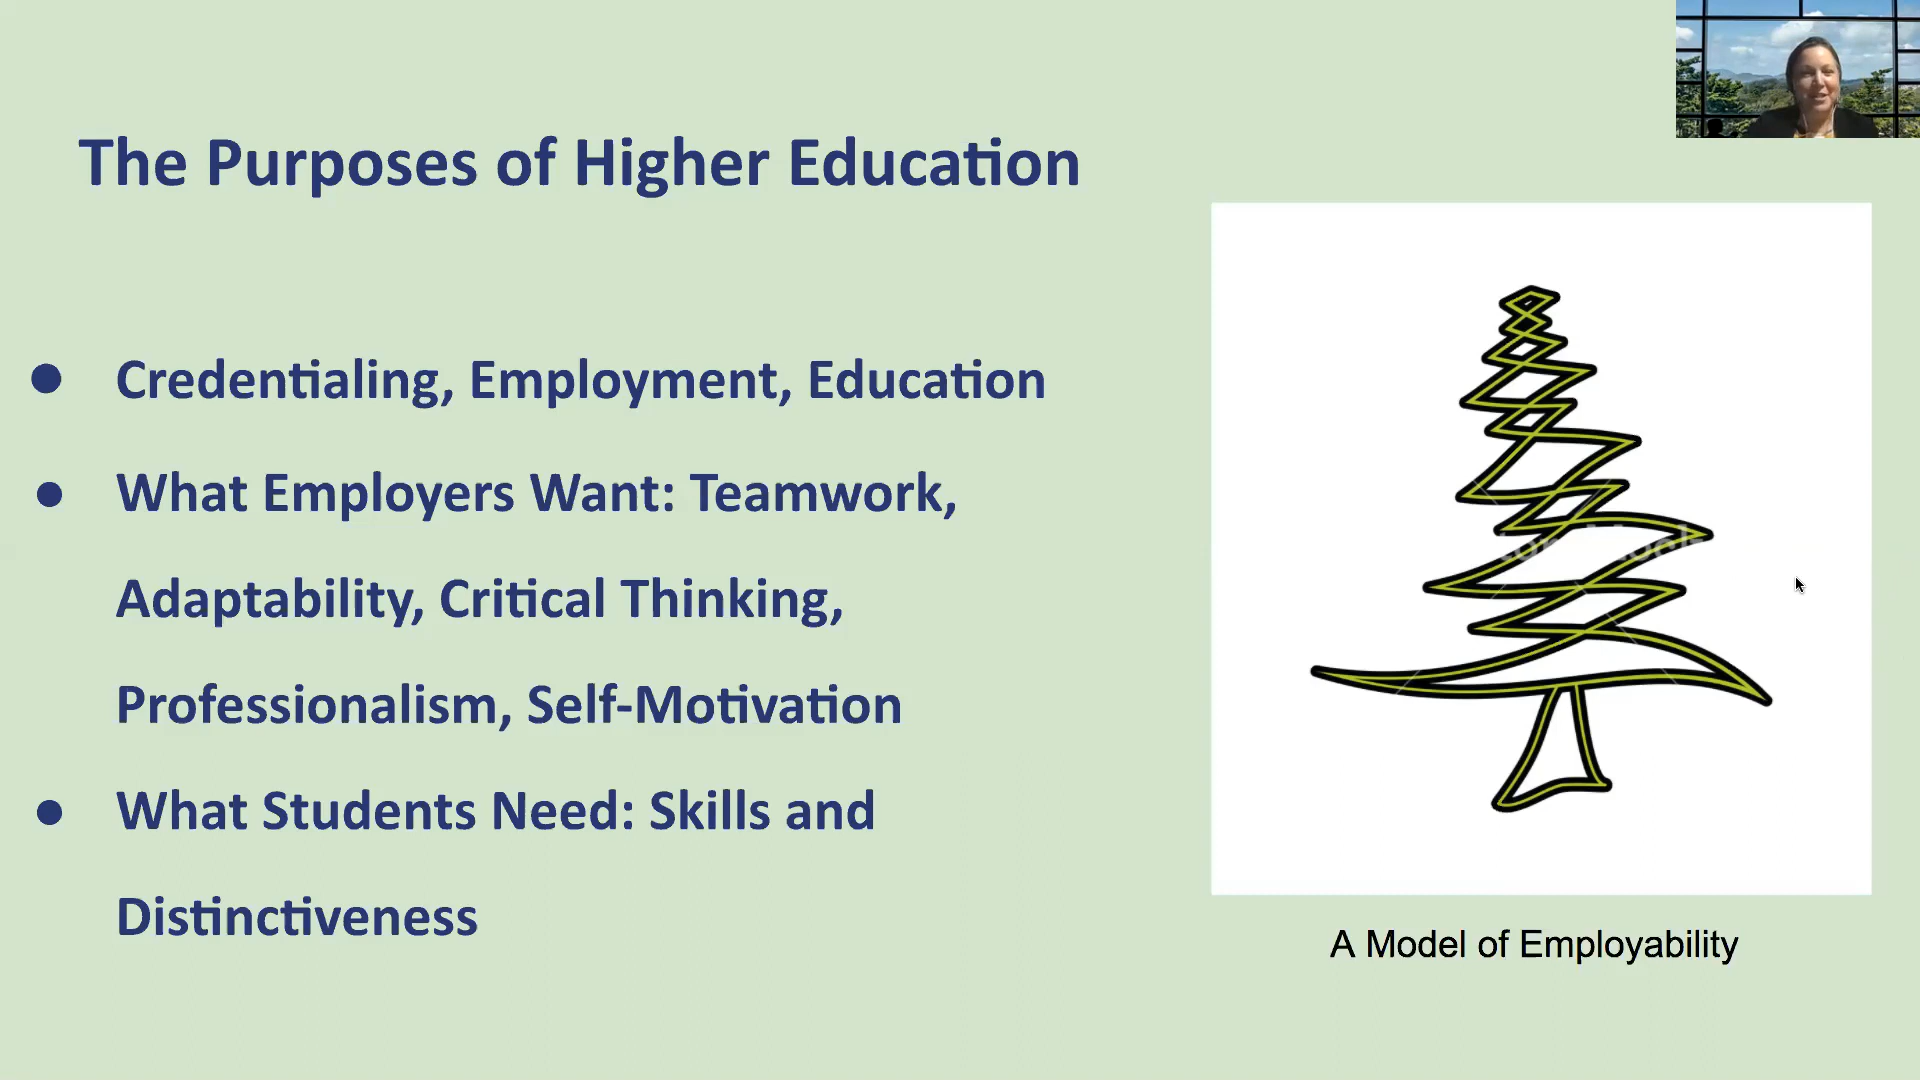 The Purposes of Higher Education
● Credentialing, Employment, Education
● What Employers Want: Teamwork,
Adaptability, Critical Thinking,
Professionalism, Self-Motivation
● What Students Need: Skills and
Distinctiveness
A Model of Employability